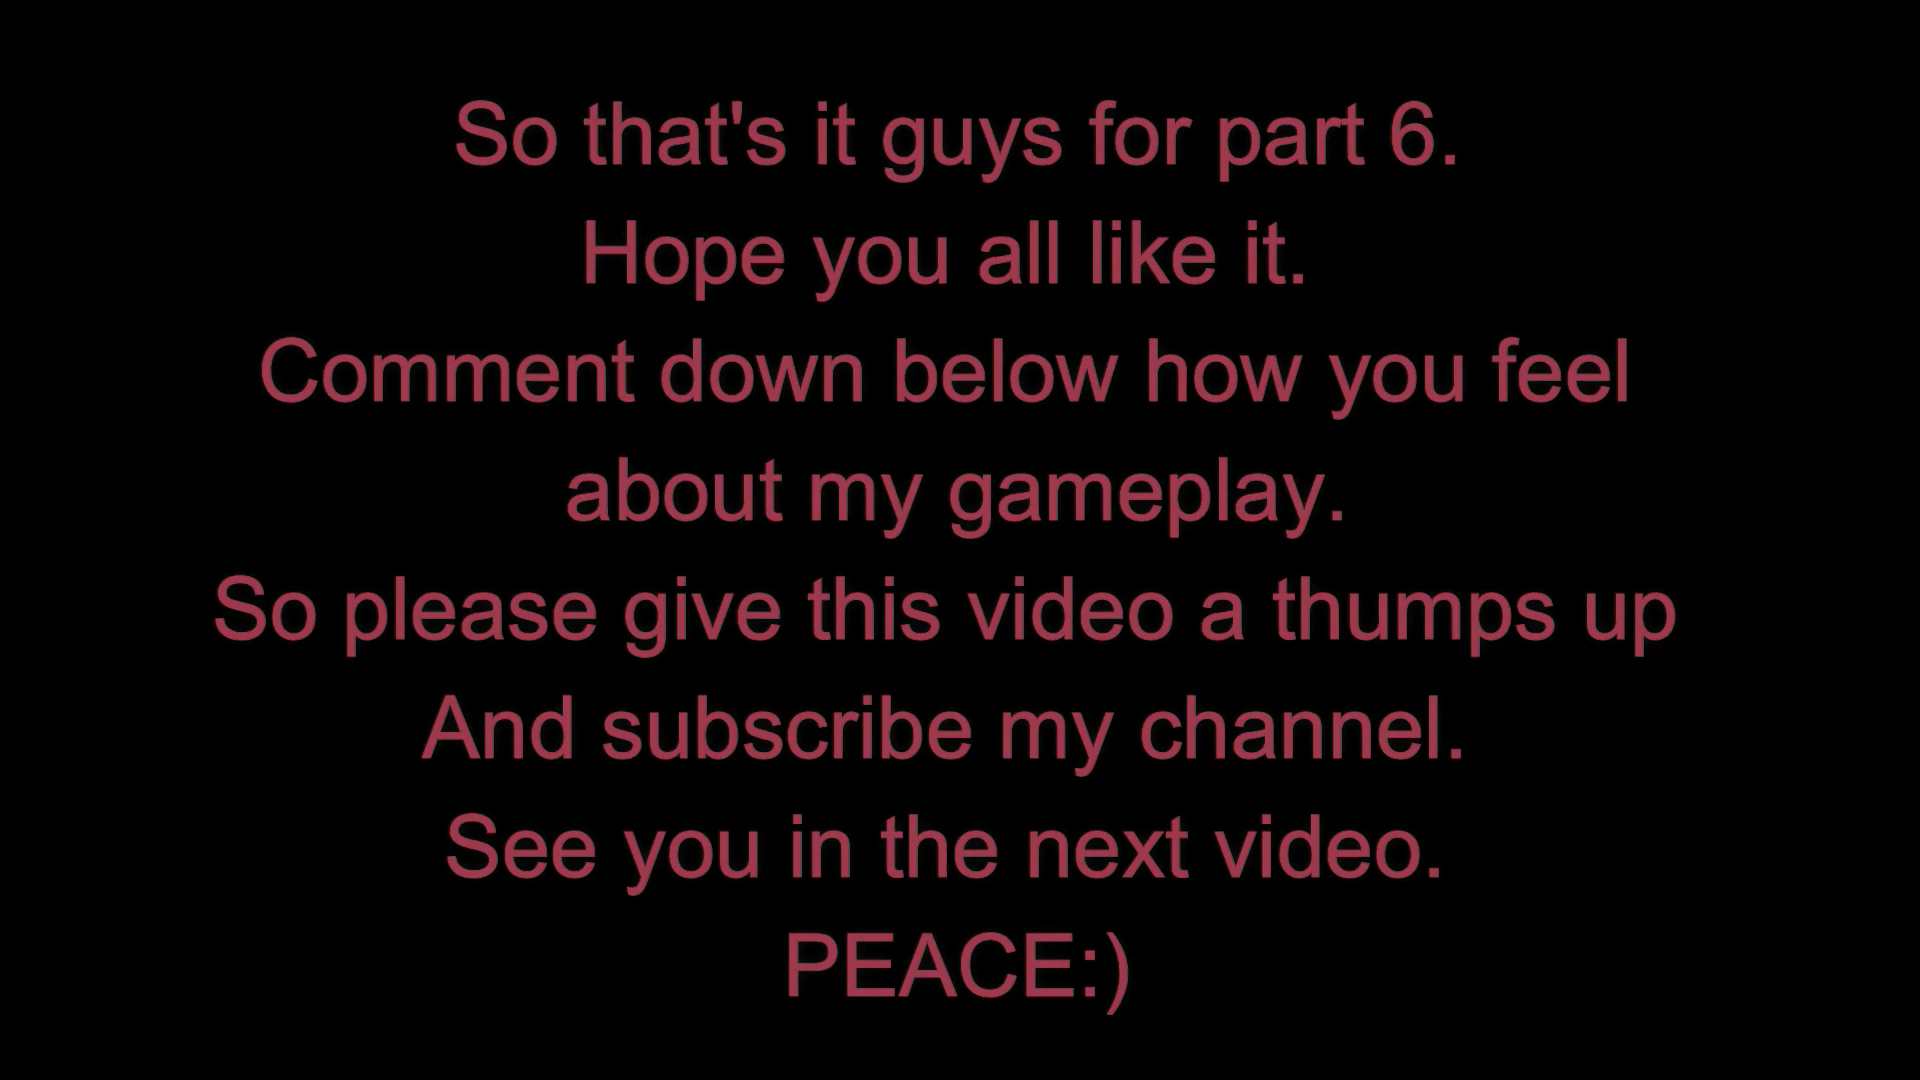 So that's it guys for part 6.
Hope you all like it.
Comment down below how you feel
about my gameplay.
So please give this video a thumps up
And subscribe my channel.
See you in the next video.
PEACE:)